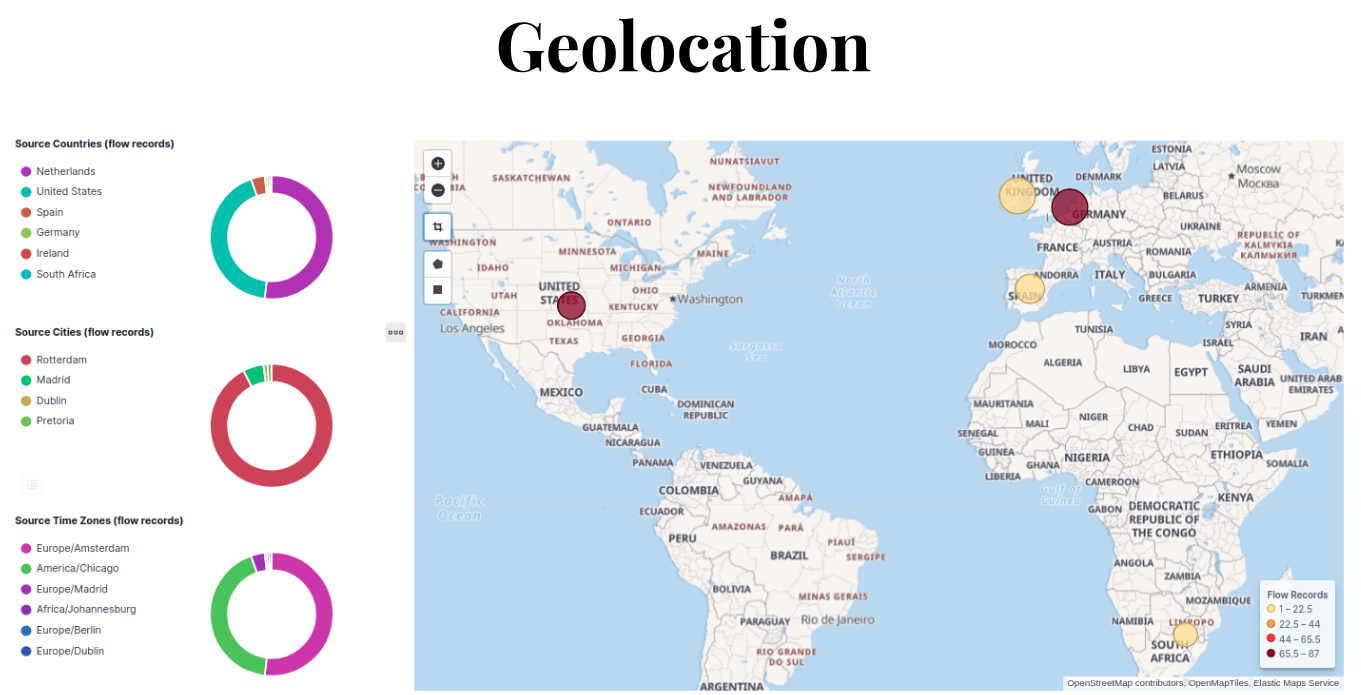 Geolocation
Source Countries (flow records)
Netherlands
United States
Spain
Germany
Ireland
South Africa
Source Cities (flow records)
Rotterdam
Madrid
Dublin
Pretoria
Source Time Zones (flow records)
Europe/Amsterdam
America/Chicago
Europe/Madrid
Africa/Johannesburg
Europe/Berlin
Europe/Dublin
NUNATSIAVUT
SASKATCHEWAN
NEWFOUNDLAND
AND LABRADOR
ONTARIO
WASHINGTON
MINNESOTA
MAINE
IDAHO
MICHIGAN
UNITED
STATES
UTAH
OHIO
KENTUCKY
Washington
CALIFORNIA
Los Angeles
OKLAHOMA
TEXAS
GEORGIA
FLORIDA
North
Atlantic
Ocean
Sargasso
Sea
MEXICO
CUBA
DOMINICAN
REPUBLIC
GUATEMALA
NICARAGUA
PANAMA
VENEZUELA
GUYANA
COLOMBIA
AMAPÁ
Pacific
Ocean
ECUADOR
AMAZONAS
PARÁ
PERU
PIAUÍ
BRAZIL
SERGIPE
BOLIVIA
MINAS GERAIS
PARAGUAY
Rio de Janeiro
RIO GRANDE
DO SUL
ARGENTINA
ESTONIA
LATVIA
Moscow
Москва
UNITED
KINGDOM
DENMARK
BELARUS
GERMANY
UKRAINE
REPUBLIC OF
KALMYKIA
КАЛМЫКИЯ
FRANCE
AUSTRIA
ROMANIA
ANDORRA
ITALY
BULGARIA
SPAIN
ARMENIA
GREECE
TURKEY
TURKMEN
TUNISIA
SYRIA
MOROCCO
ISRAEL
IRAN
ALGERIA
LIBYA
EGYPT
SAUDI
ARABIA
UNITED ARAB
EMIRATES
MAURITANIA
NIGER
MALI
CHAD
SUDAN
ERITREA
YEMEN
SENEGAL
GUINEA
GHANA
NIGERIA
ETHIOPIA
SOMALIA
LIBERIA
CAMEROON
Gulf of
Guinea
KENYA
GABON
DEMOCRATIC
REPUBLIC OF
THE CONGO
ANGOLA
ZAMBIA
MOZAMBIQUE
NAMIBIA
LIMPOPO
SOUTH
AFRICA
Flow Records
1 – 22.5
22.5 – 44
44 – 65.5
65.5 – 87
OpenStreetMap contributors, OpenMapTiles, Elastic Maps Service